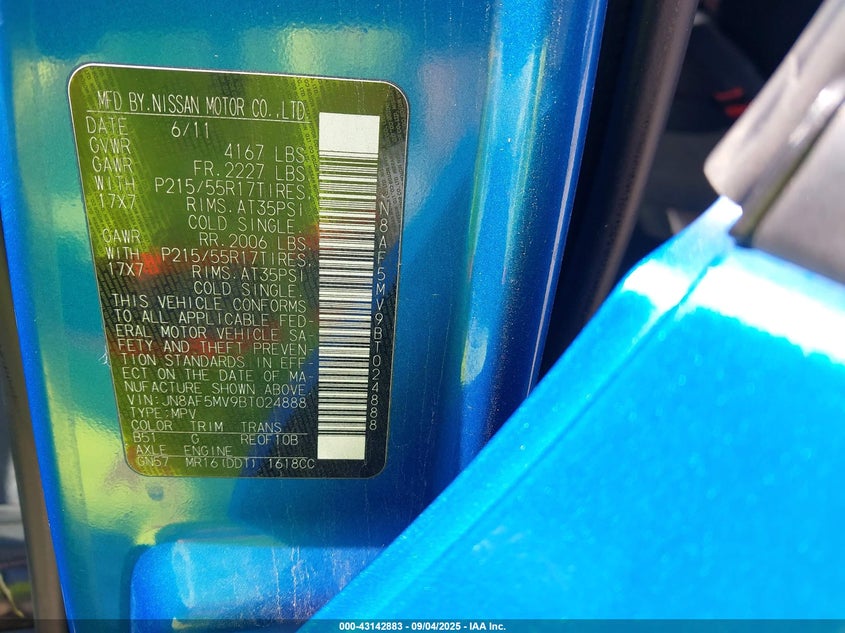 MFD BY.NISSAN MOTOR CO.,LTD.
DATE 6/11
GVWR 4167 LBS
GAWR FR.2227 LBS
WITH P215/55R17TIRES,
17X7 RIMS.AT35PSI
COLD SINGLE.
GAWR RR.2006 LBS
WITH P215/55R17TIRES,
17X7 RIMS.AT35PSI
COLD SINGLE.
THIS VEHICLE CONFORMS
TO ALL APPLICABLE FED-
ERAL MOTOR VEHICLE SA
FETY AND THEFT PREVEN-
TION STANDARDS IN EFF-
ECT ON THE DATE OF MA-
NUFACTURE SHOWN ABOVE.
VIN:JN8AF5MV9BT024888
TYPE:MPV
COLOR TRIM TRANS
B51 G RE0F10B
AXLE ENGINE
GN57 MR16(DDT) 1618CC
N8AF5MV9BT024888
000-43142883 - 09/04/2025 - IAA Inc.